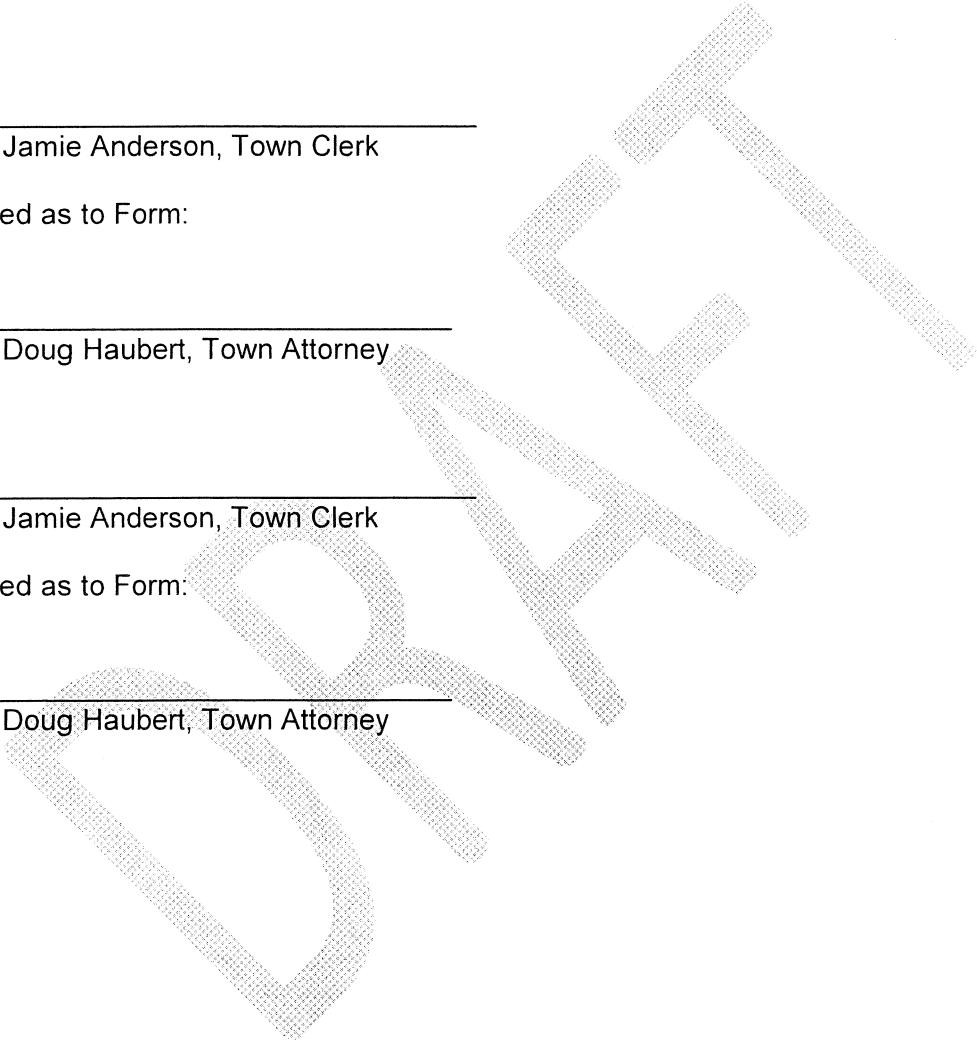 Jamie Anderson, Town Clerk
ed as to Form:
Doug Haubert, Town Attorney
Jamie Anderson, Town Clerk
ed as to Form:
Doug Haubert, Town Attorney
DRAFT